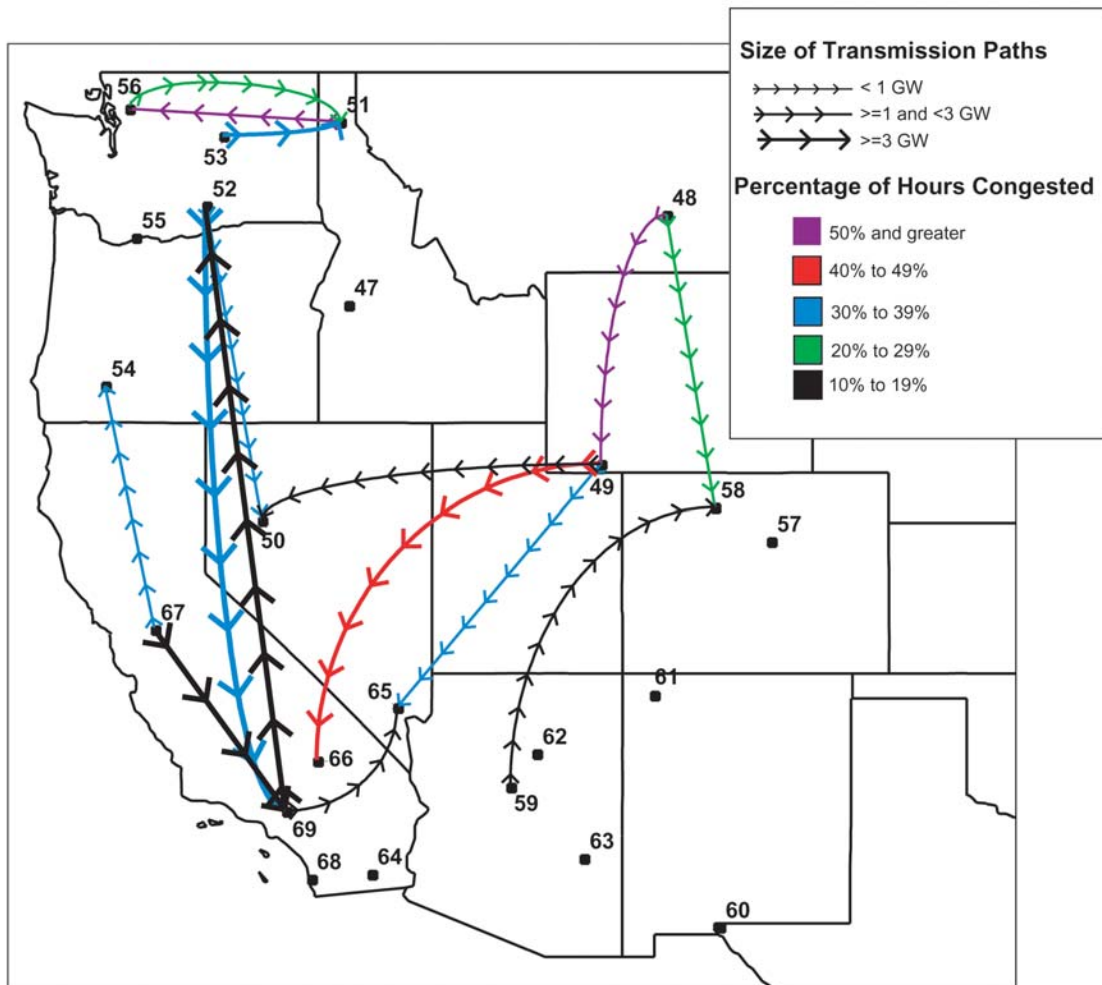 Size of Transmission Paths
< 1 GW
>=1 and <3 GW
>=3 GW
Percentage of Hours Congested
50% and greater
40% to 49%
30% to 39%
20% to 29%
10% to 19%
56
51
53
52
48
55
47
54
49
58
50
57
67
61
65
62
66
59
69
63
68
64
60